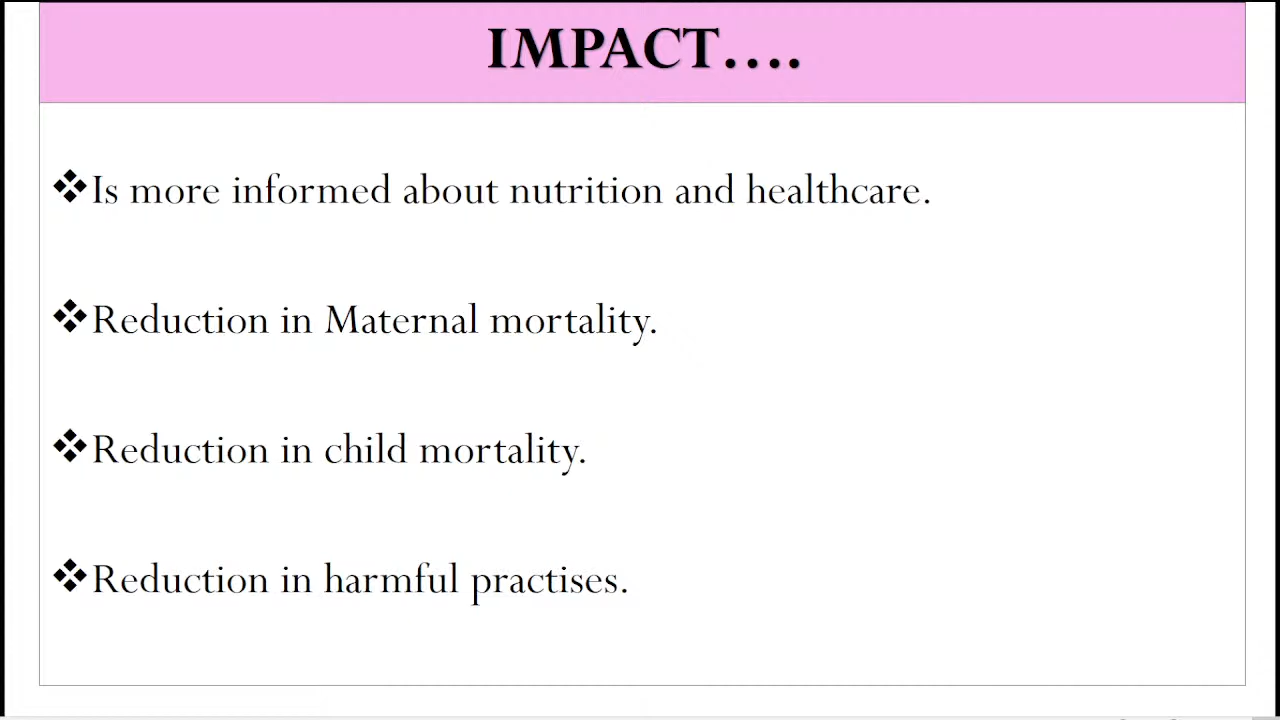 IMPACT....
❖Is more informed about nutrition and healthcare.
❖Reduction in Maternal mortality.
❖Reduction in child mortality.
❖Reduction in harmful practises.